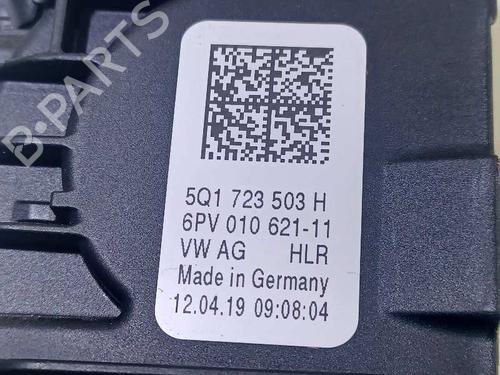 B-PARTS
5Q1 723 503 H
6PV 010 621-11
VW AG HLR
Made in Germany
12.04.19 09:08:04